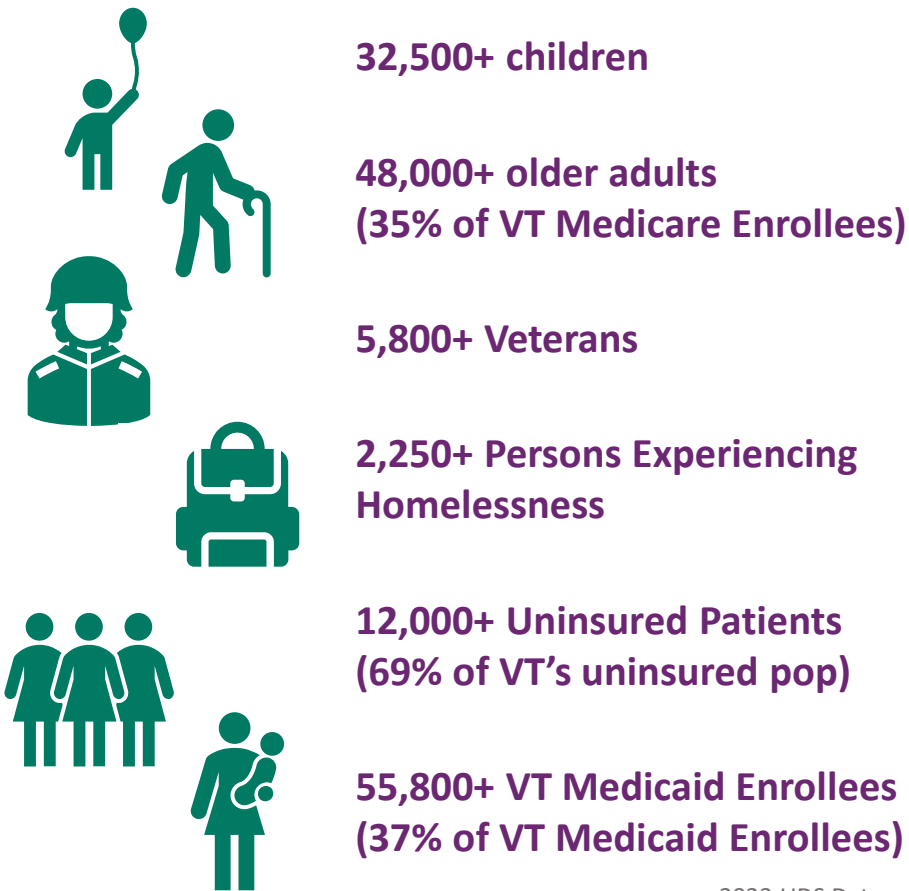 32,500+ children
48,000+ older adults
(35% of VT Medicare Enrollees)
5,800+ Veterans
2,250+ Persons Experiencing
Homelessness
12,000+ Uninsured Patients
(69% of VT’s uninsured pop)
55,800+ VT Medicaid Enrollees
(37% of VT Medicaid Enrollees)